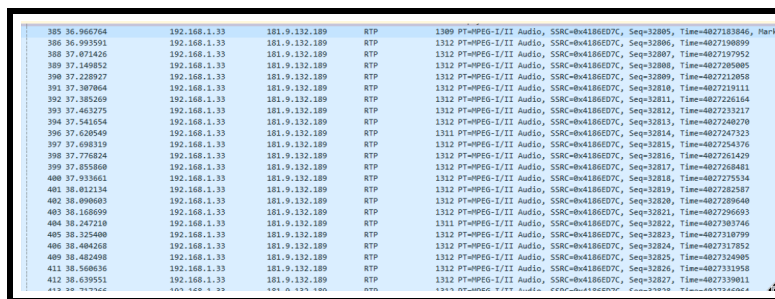 385 36.966764 192.168.1.33 181.9.132.189 RTP 1309 PT=MPEG-I/II Audio, SSRC=0x4186ED7C, Seq=32805, Time=4027183846, Mark
386 36.993591 192.168.1.33 181.9.132.189 RTP 1312 PT=MPEG-I/II Audio, SSRC=0x4186ED7C, Seq=32806, Time=4027190899
388 37.071426 192.168.1.33 181.9.132.189 RTP 1312 PT=MPEG-I/II Audio, SSRC=0x4186ED7C, Seq=32807, Time=4027197952
389 37.149852 192.168.1.33 181.9.132.189 RTP 1312 PT=MPEG-I/II Audio, SSRC=0x4186ED7C, Seq=32808, Time=4027205005
390 37.228927 192.168.1.33 181.9.132.189 RTP 1312 PT=MPEG-I/II Audio, SSRC=0x4186ED7C, Seq=32809, Time=4027212058
391 37.307064 192.168.1.33 181.9.132.189 RTP 1312 PT=MPEG-I/II Audio, SSRC=0x4186ED7C, Seq=32810, Time=4027219111
392 37.385269 192.168.1.33 181.9.132.189 RTP 1312 PT=MPEG-I/II Audio, SSRC=0x4186ED7C, Seq=32811, Time=4027226164
393 37.463275 192.168.1.33 181.9.132.189 RTP 1312 PT=MPEG-I/II Audio, SSRC=0x4186ED7C, Seq=32812, Time=4027233217
394 37.541654 192.168.1.33 181.9.132.189 RTP 1312 PT=MPEG-I/II Audio, SSRC=0x4186ED7C, Seq=32813, Time=4027240270
396 37.620549 192.168.1.33 181.9.132.189 RTP 1311 PT=MPEG-I/II Audio, SSRC=0x4186ED7C, Seq=32814, Time=4027247323
397 37.698319 192.168.1.33 181.9.132.189 RTP 1312 PT=MPEG-I/II Audio, SSRC=0x4186ED7C, Seq=32815, Time=4027254376
398 37.776824 192.168.1.33 181.9.132.189 RTP 1312 PT=MPEG-I/II Audio, SSRC=0x4186ED7C, Seq=32816, Time=4027261429
399 37.855860 192.168.1.33 181.9.132.189 RTP 1312 PT=MPEG-I/II Audio, SSRC=0x4186ED7C, Seq=32817, Time=4027268481
400 37.933661 192.168.1.33 181.9.132.189 RTP 1312 PT=MPEG-I/II Audio, SSRC=0x4186ED7C, Seq=32818, Time=4027275534
401 38.012134 192.168.1.33 181.9.132.189 RTP 1312 PT=MPEG-I/II Audio, SSRC=0x4186ED7C, Seq=32819, Time=4027282587
402 38.090603 192.168.1.33 181.9.132.189 RTP 1312 PT=MPEG-I/II Audio, SSRC=0x4186ED7C, Seq=32820, Time=4027289640
403 38.168699 192.168.1.33 181.9.132.189 RTP 1312 PT=MPEG-I/II Audio, SSRC=0x4186ED7C, Seq=32821, Time=4027296693
404 38.247210 192.168.1.33 181.9.132.189 RTP 1311 PT=MPEG-I/II Audio, SSRC=0x4186ED7C, Seq=32822, Time=4027303746
405 38.325400 192.168.1.33 181.9.132.189 RTP 1312 PT=MPEG-I/II Audio, SSRC=0x4186ED7C, Seq=32823, Time=4027310799
406 38.404268 192.168.1.33 181.9.132.189 RTP 1312 PT=MPEG-I/II Audio, SSRC=0x4186ED7C, Seq=32824, Time=4027317852
409 38.482498 192.168.1.33 181.9.132.189 RTP 1312 PT=MPEG-I/II Audio, SSRC=0x4186ED7C, Seq=32825, Time=4027324905
411 38.560636 192.168.1.33 181.9.132.189 RTP 1312 PT=MPEG-I/II Audio, SSRC=0x4186ED7C, Seq=32826, Time=4027331958
412 38.639551 192.168.1.33 181.9.132.189 RTP 1312 PT=MPEG-I/II Audio, SSRC=0x4186ED7C, Seq=32827, Time=4027339011